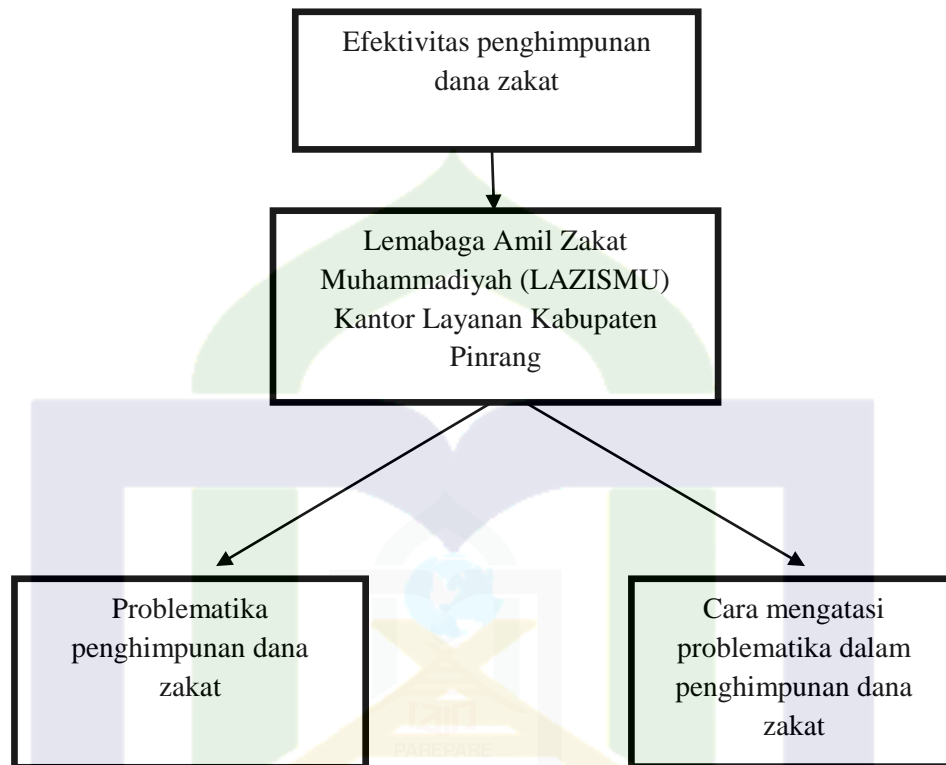 Efektivitas penghimpunan
dana zakat
Lemabaga Amil Zakat
Muhammadiyah (LAZISMU)
Kantor Layanan Kabupaten
Pinrang
Problematika
penghimpunan dana
zakat
Cara mengatasi
problematika dalam
penghimpunan dana
zakat
PAREPARE